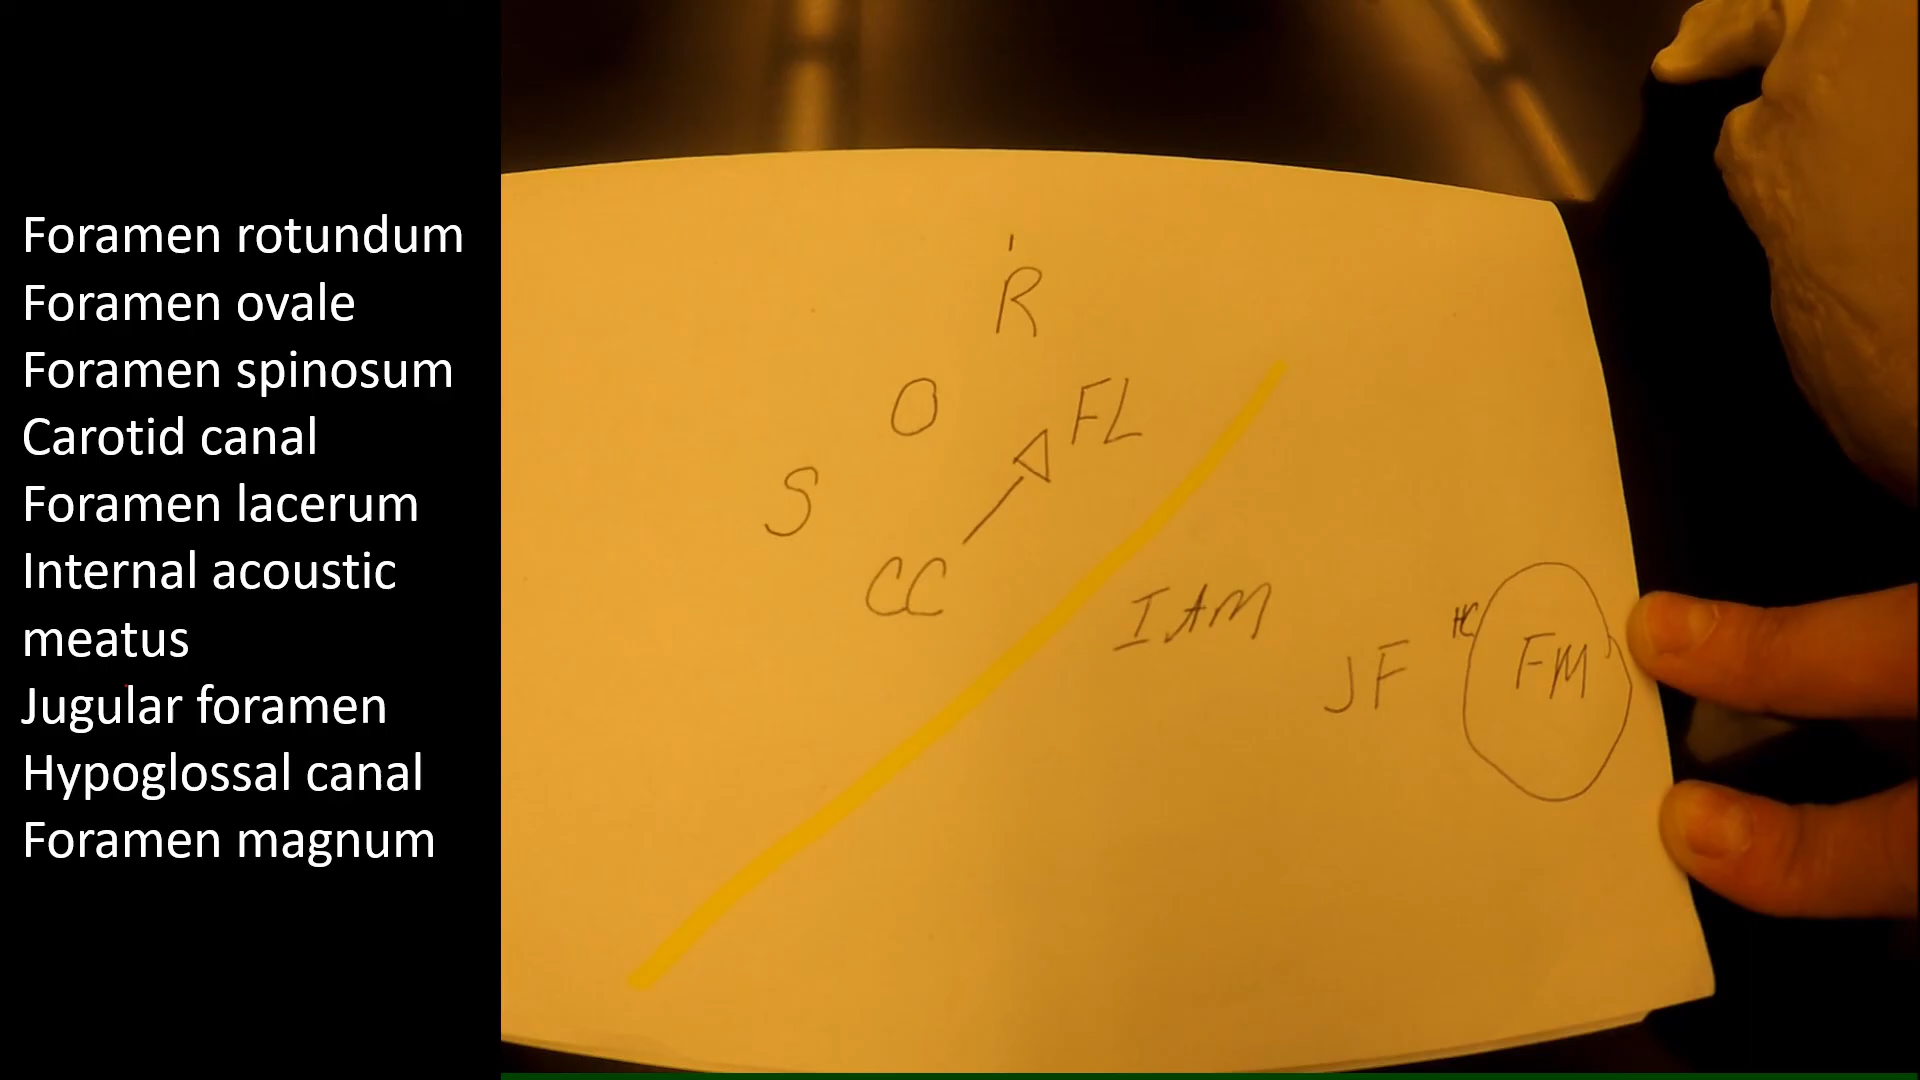 Foramen rotundum
Foramen ovale
Foramen spinosum
Carotid canal
Foramen lacerum
Internal acoustic
meatus
Jugular foramen
Hypoglossal canal
Foramen magnum
R
O
FL
S
CC
IAM
HC
JF
FM